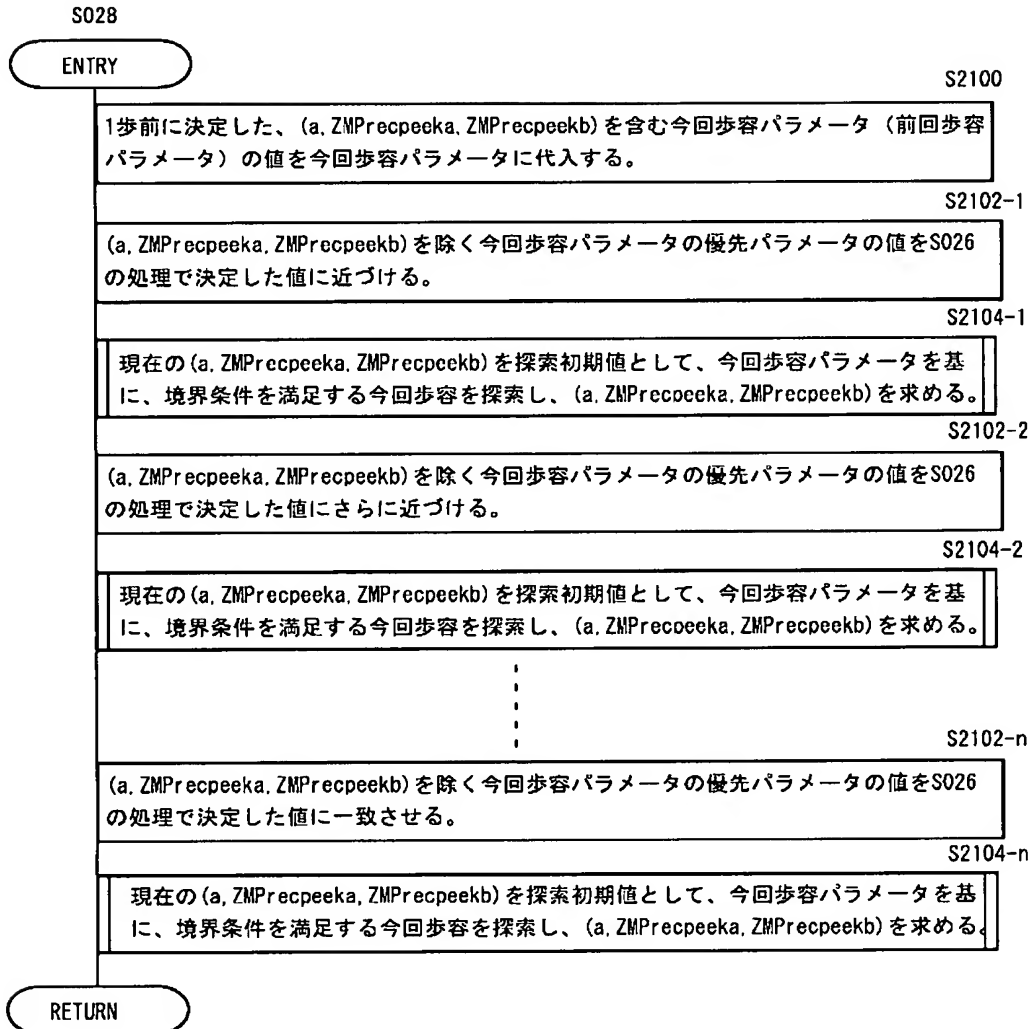 S028
ENTRY
S2100
1歩前に決定した、(a,ZMPrecpeeka,ZMPrecpeekb)を含む今回歩容パラメータ（前回歩容
パラメータ）の値を今回歩容パラメータに代入する。
S2102-1
(a,ZMPrecpeeka,ZMPrecpeekb)を除く今回歩容パラメータの優先パラメータの値をS026
の処理で決定した値に近づける。
S2104-1
現在の(a,ZMPrecpeeka,ZMPrecpeekb)を探索初期値として、今回歩容パラメータを基
に、境界条件を満足する今回歩容を探索し、(a,ZMPrecpeeka,ZMPrecpeekb)を求める。
S2102-2
(a,ZMPrecpeeka,ZMPrecpeekb)を除く今回歩容パラメータの優先パラメータの値をS026
の処理で決定した値にさらに近づける。
S2104-2
現在の(a,ZMPrecpeeka,ZMPrecpeekb)を探索初期値として、今回歩容パラメータを基
に、境界条件を満足する今回歩容を探索し、(a,ZMPrecpeeka,ZMPrecpeekb)を求める。
S2102-n
(a,ZMPrecpeeka,ZMPrecpeekb)を除く今回歩容パラメータの優先パラメータの値をS026
の処理で決定した値に一致させる。
S2104-n
現在の(a,ZMPrecpeeka,ZMPrecpeekb)を探索初期値として、今回歩容パラメータを基
に、境界条件を満足する今回歩容を探索し、(a,ZMPrecpeeka,ZMPrecpeekb)を求める。
RETURN